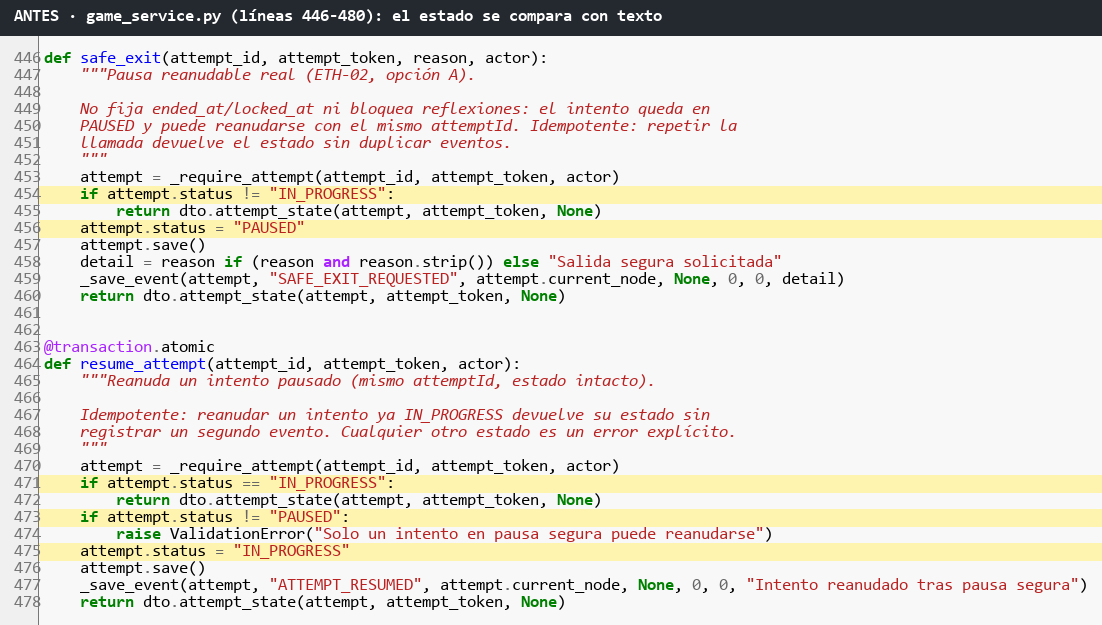 ANTES · game_service.py (líneas 446-480): el estado se compara con texto
446 def safe_exit(attempt_id, attempt_token, reason, actor):
447     """Pausa reanudable real (ETH-02, opción A).
448
449     No fija ended_at/locked_at ni bloquea reflexiones: el intento queda en
450     PAUSED y puede reanudarse con el mismo attemptId. Idempotente: repetir la
451     llamada devuelve el estado sin duplicar eventos.
452     """
453     attempt = _require_attempt(attempt_id, attempt_token, actor)
454     if attempt.status != "IN_PROGRESS":
455         return dto.attempt_state(attempt, attempt_token, None)
456     attempt.status = "PAUSED"
457     attempt.save()
458     detail = reason if (reason and reason.strip()) else "Salida segura solicitada"
459     _save_event(attempt, "SAFE_EXIT_REQUESTED", attempt.current_node, None, 0, 0, detail)
460     return dto.attempt_state(attempt, attempt_token, None)
461
462
463 @transaction.atomic
464 def resume_attempt(attempt_id, attempt_token, actor):
465     """Reanuda un intento pausado (mismo attemptId, estado intacto).
466
467     Idempotente: reanudar un intento ya IN_PROGRESS devuelve su estado sin
468     registrar un segundo evento. Cualquier otro estado es un error explícito.
469     """
470     attempt = _require_attempt(attempt_id, attempt_token, actor)
471     if attempt.status == "IN_PROGRESS":
472         return dto.attempt_state(attempt, attempt_token, None)
473     if attempt.status != "PAUSED":
474         raise ValidationError("Solo un intento en pausa segura puede reanudarse")
475     attempt.status = "IN_PROGRESS"
476     attempt.save()
477     _save_event(attempt, "ATTEMPT_RESUMED", attempt.current_node, None, 0, 0, "Intento reanudado tras pausa segura")
478     return dto.attempt_state(attempt, attempt_token, None)